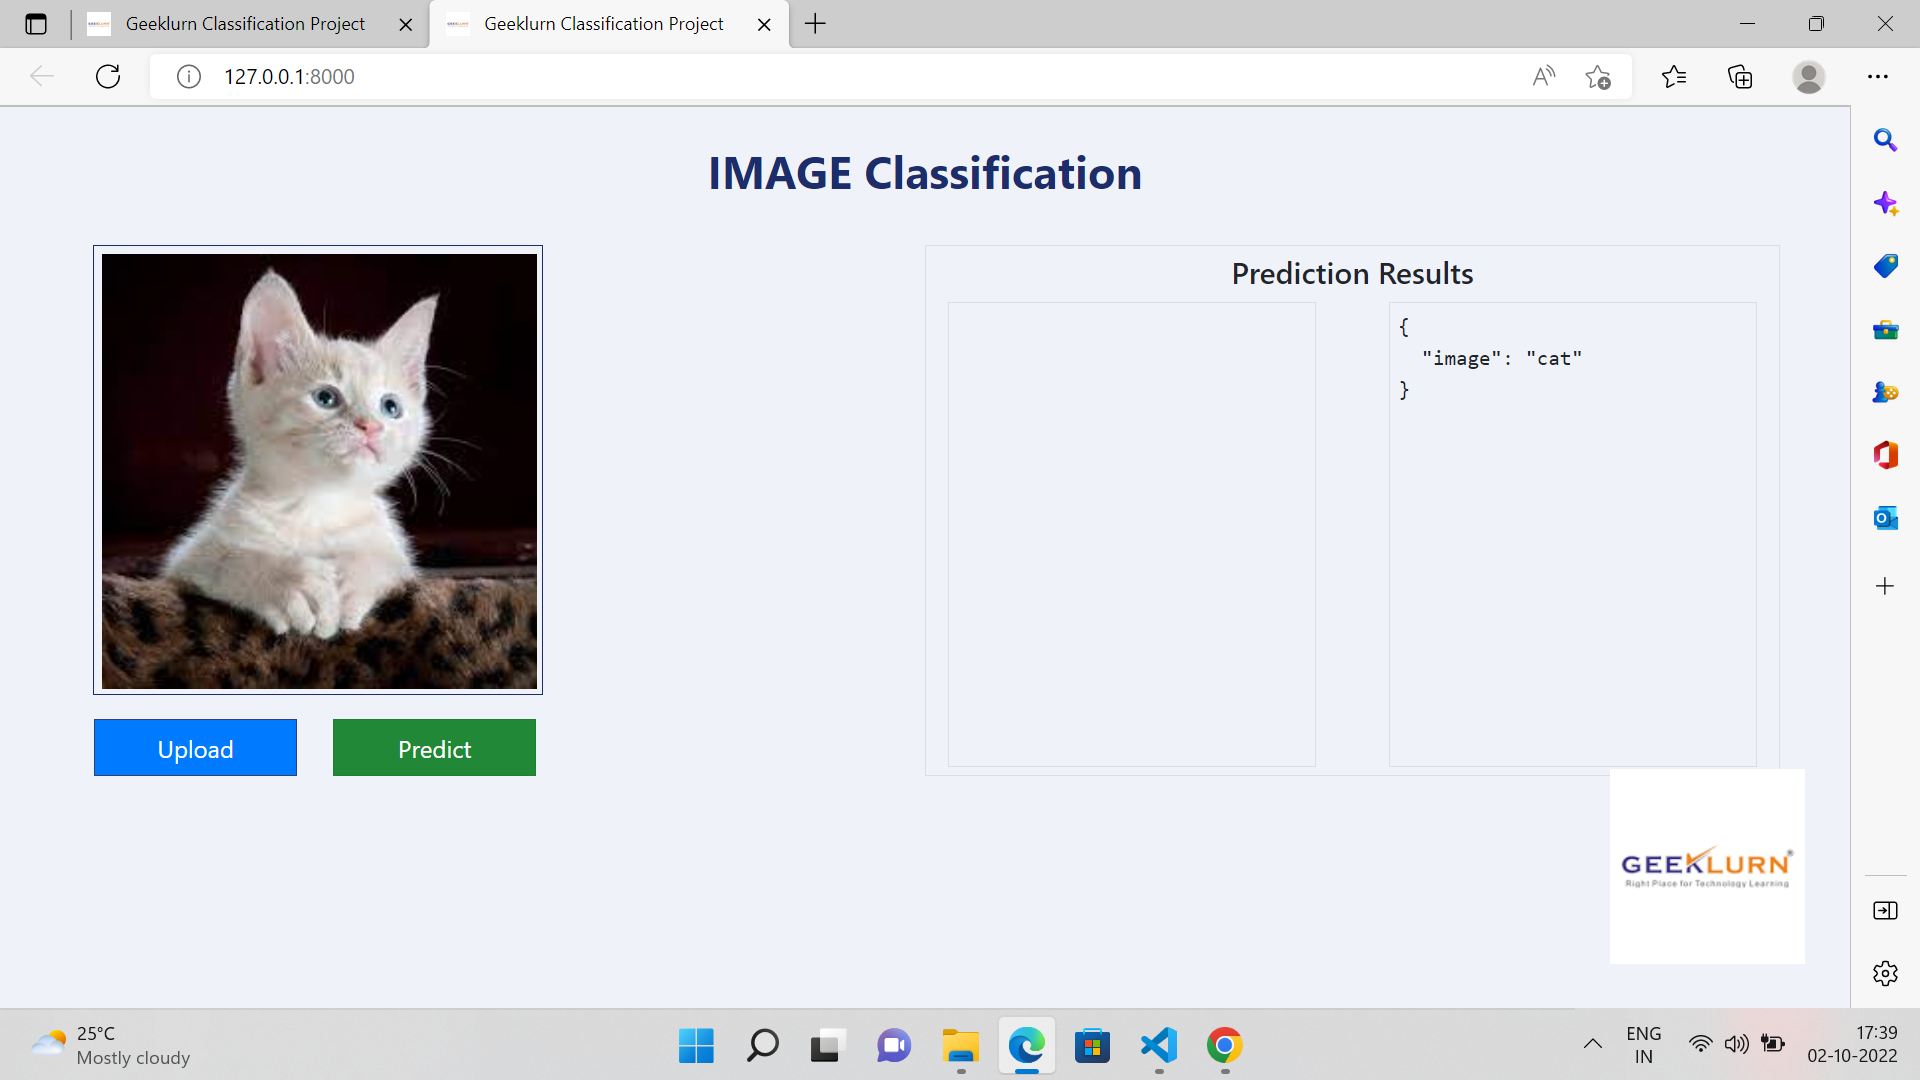 Geeklurn Classification Project
Geeklurn Classification Project
127.0.0.1:8000
IMAGE Classification
Prediction Results
{
"image": "cat"
}
Upload
Predict
GEEKLURN®
Right Place for Technology Learning
25°C
Mostly cloudy
ENG
IN
17:39
02-10-2022